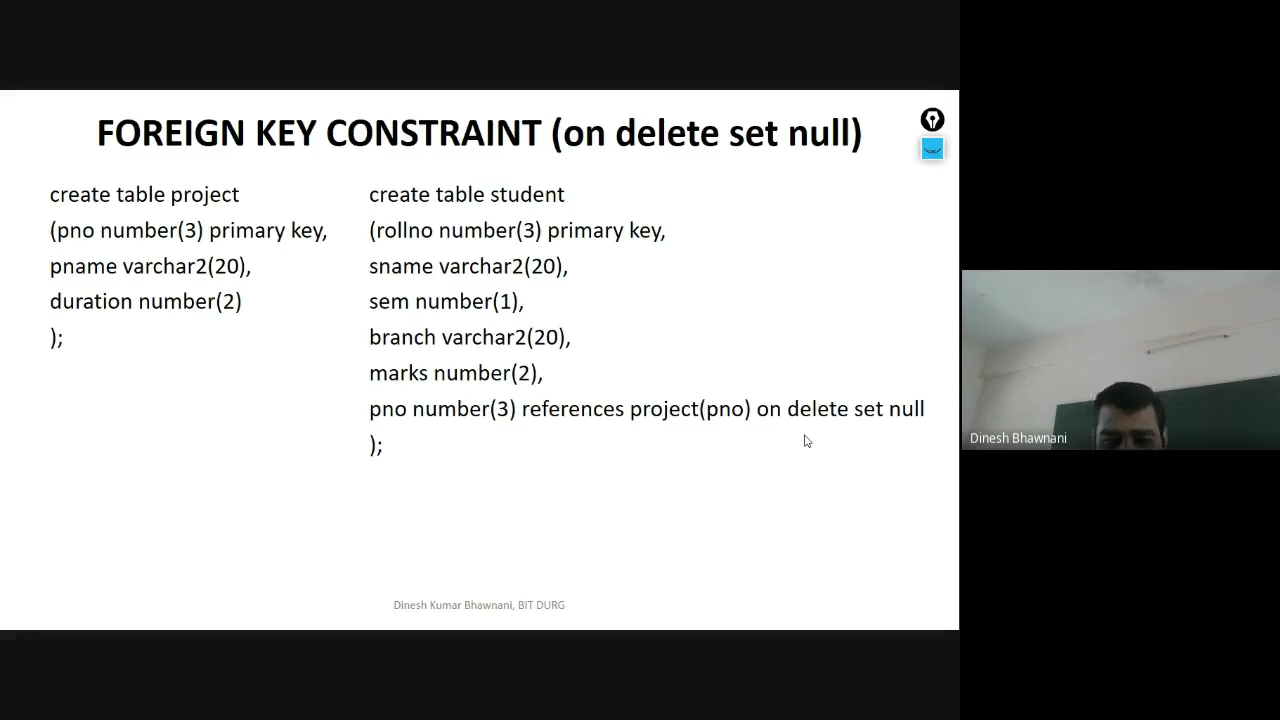 FOREIGN KEY CONSTRAINT (on delete set null)
create table project
(pno number(3) primary key,
pname varchar2(20),
duration number(2)
);
create table student
(rollno number(3) primary key,
sname varchar2(20),
sem number(1),
branch varchar2(20),
marks number(2),
pno number(3) references project(pno) on delete set null
);
Dinesh Kumar Bhawnani, BIT DURG
Dinesh Bhawnani